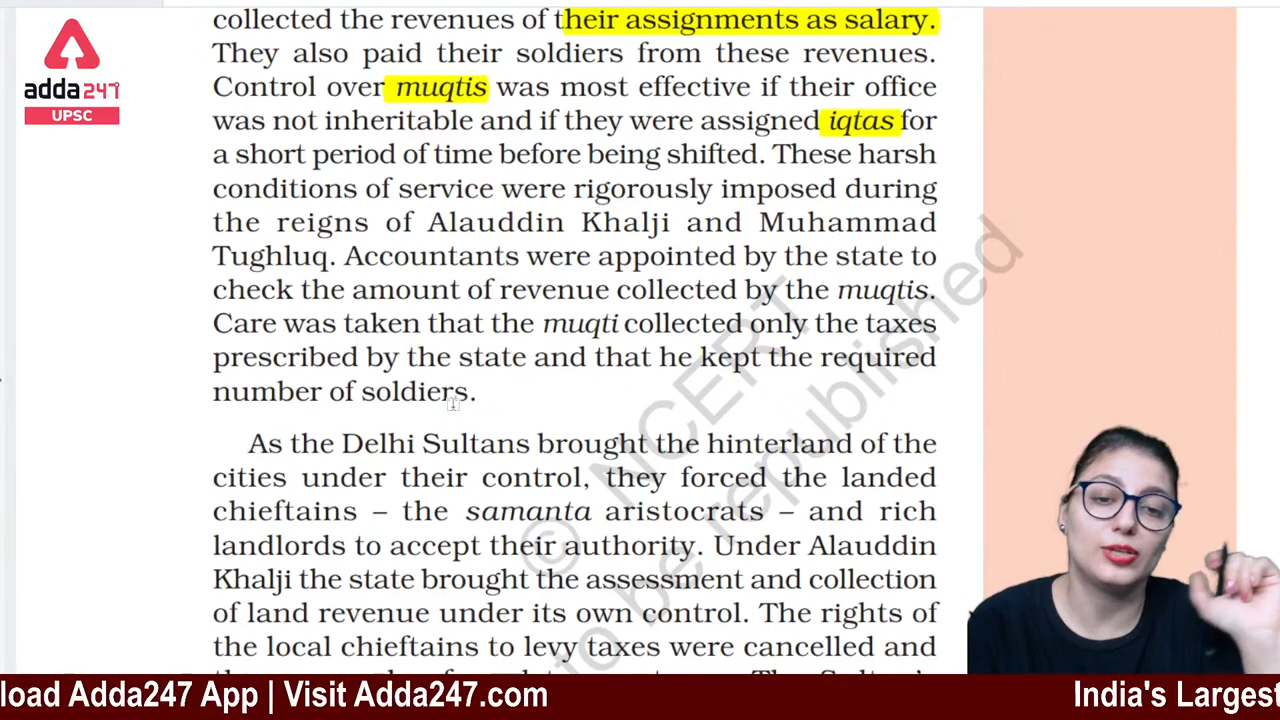 collected the revenues of their assignments as salary.
They also paid their soldiers from these revenues.
Control over muqtis was most effective if their office
was not inheritable and if they were assigned iqtas for
a short period of time before being shifted. These harsh
conditions of service were rigorously imposed during
the reigns of Alauddin Khalji and Muhammad
Tughluq. Accountants were appointed by the state to
check the amount of revenue collected by the muqtis.
Care was taken that the muqti collected only the taxes
prescribed by the state and that he kept the required
number of soldiers.
As the Delhi Sultans brought the hinterland of the
cities under their control, they forced the landed
chieftains – the samanta aristocrats – and rich
landlords to accept their authority. Under Alauddin
Khalji the state brought the assessment and collection
of land revenue under its own control. The rights of
the local chieftains to levy taxes were cancelled and
adda247
UPSC
© NCERT
to be republished
load Adda247 App | Visit Adda247.com
India's Largest